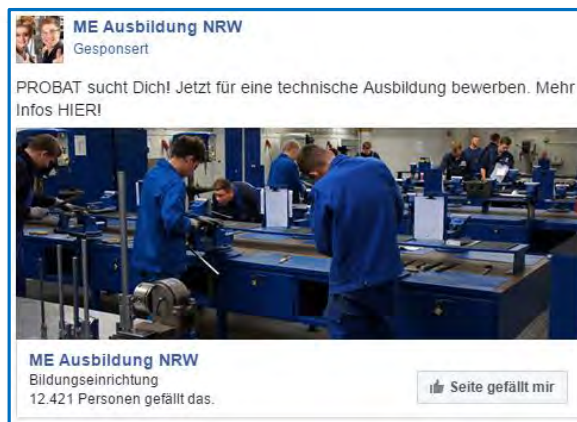 ME Ausbildung NRW
Gesponsert
PROBAT sucht Dich! Jetzt für eine technische Ausbildung bewerben. Mehr
Infos HIER!
ME Ausbildung NRW
Bildungseinrichtung
12.421 Personen gefällt das.
Seite gefällt mir